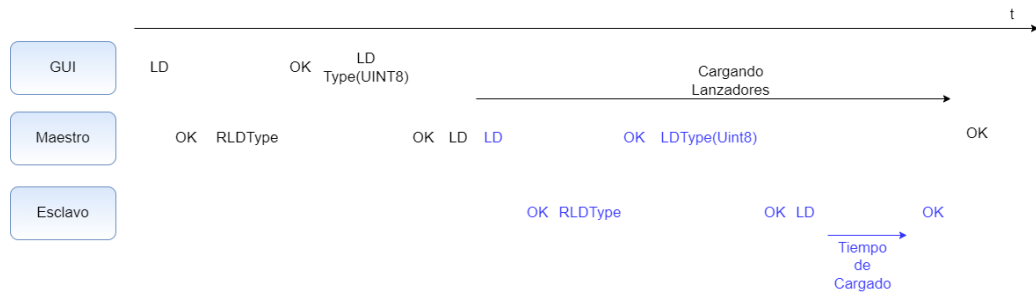 t
GUI
LD
OK
LD
Type(UINT8)
Cargando
Lanzadores
Maestro
OK RLDType
OK LD LD
OK LDType(Uint8)
OK
Esclavo
OK RLDType
OK LD
OK
Tiempo
de
Cargado